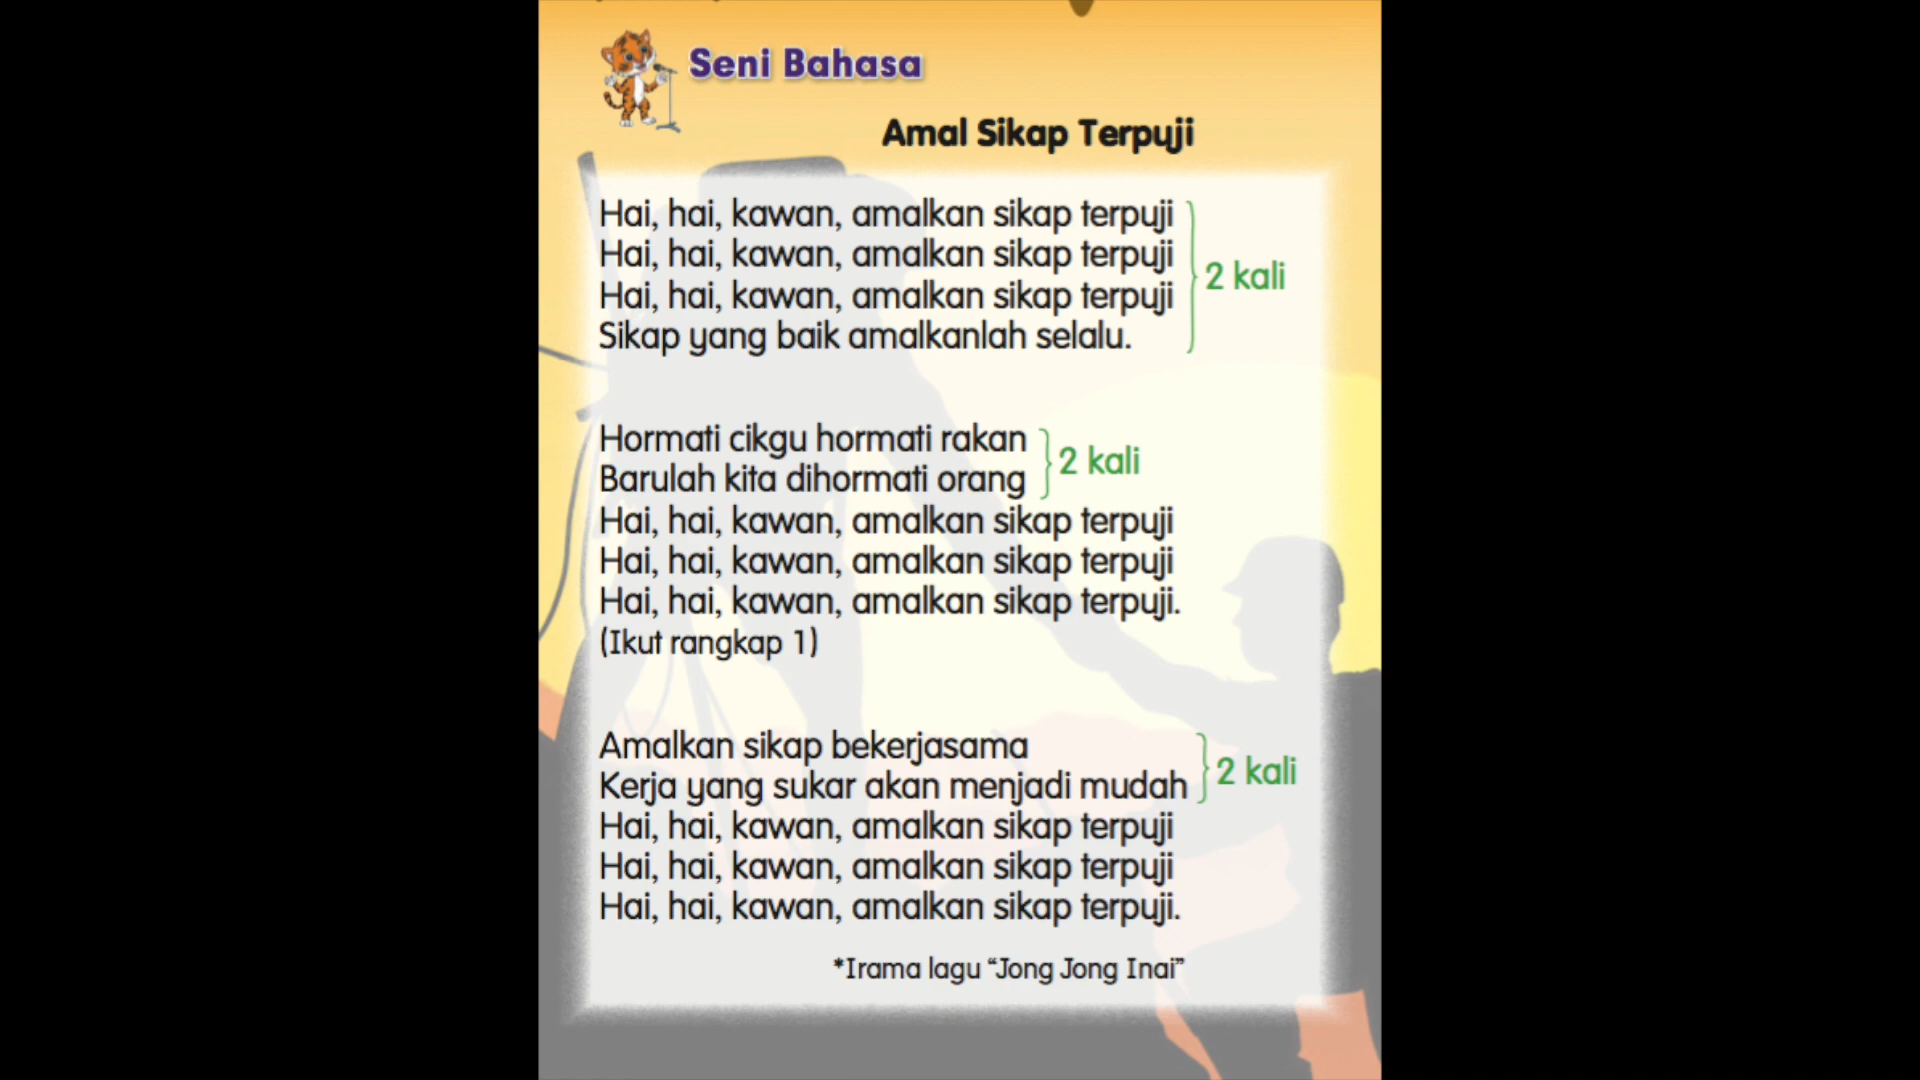 Seni Bahasa
Amal Sikap Terpuji
Hai, hai, kawan, amalkan sikap terpuji
Hai, hai, kawan, amalkan sikap terpuji
Hai, hai, kawan, amalkan sikap terpuji
Sikap yang baik amalkanlah selalu.
2 kali
Hormati cikgu hormati rakan
Barulah kita dihormati orang
2 kali
Hai, hai, kawan, amalkan sikap terpuji
Hai, hai, kawan, amalkan sikap terpuji
Hai, hai, kawan, amalkan sikap terpuji.
(Ikut rangkap 1)
Amalkan sikap bekerjasama
Kerja yang sukar akan menjadi mudah
2 kali
Hai, hai, kawan, amalkan sikap terpuji
Hai, hai, kawan, amalkan sikap terpuji
Hai, hai, kawan, amalkan sikap terpuji.
*Irama lagu “Jong Jong Inai”